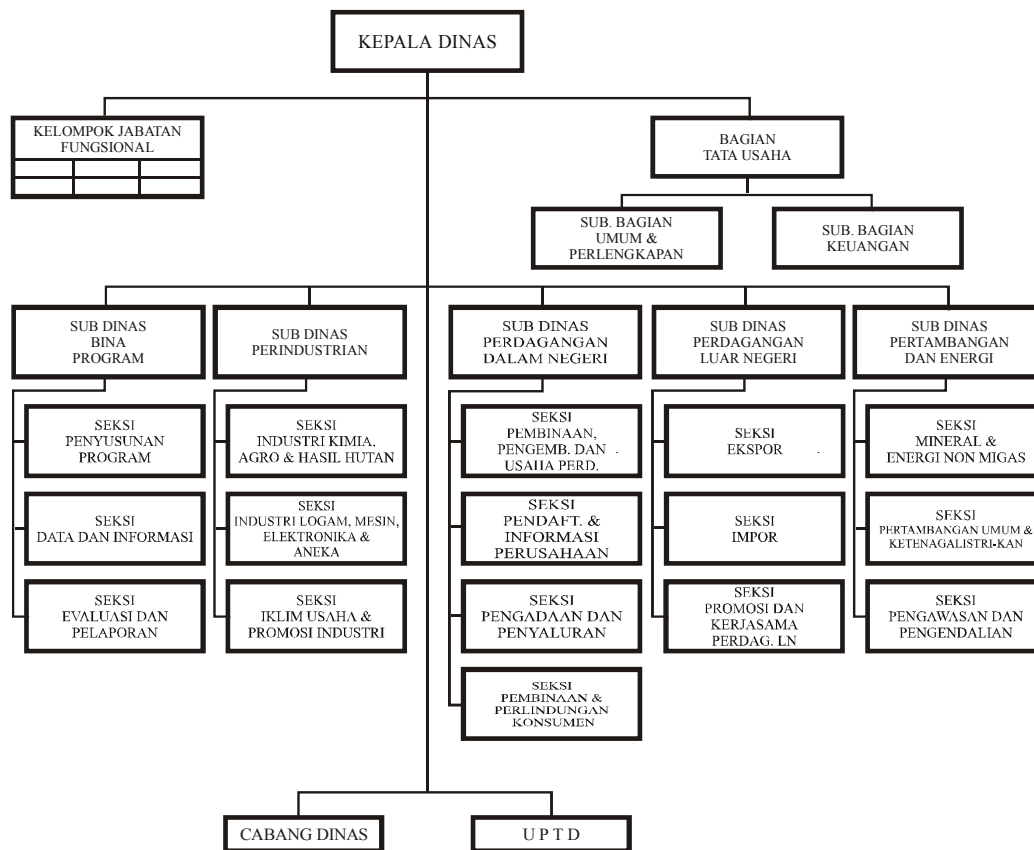 KEPALA DINAS
KELOMPOK JABATAN
FUNGSIONAL
BAGIAN
TATA USAHA
SUB. BAGIAN
UMUM &
PERLENGKAPAN
SUB. BAGIAN
KEUANGAN
SUB DINAS
BINA
PROGRAM
SEKSI
PENYUSUNAN
PROGRAM
SEKSI
DATA DAN INFORMASI
SEKSI
EVALUASI DAN
PELAPORAN
SUB DINAS
PERINDUSTRIAN
SEKSI
INDUSTRI KIMIA,
AGRO & HASIL HUTAN
SEKSI
INDUSTRI LOGAM, MESIN,
ELEKTRONIKA &
ANEKA
SEKSI
IKLIM USAHA &
PROMOSI INDUSTRI
SUB DINAS
PERDAGANGAN
DALAM NEGERI
SEKSI
PEMBINAAN,
PENGEMB. DAN
USAHA PERD.
SEKSI
PENDAFT. &
INFORMASI
PERUSAHAAN
SEKSI
PENGADAAN DAN
PENYALURAN
SEKSI
PEMBINAAN &
PERLINDUNGAN
KONSUMEN
SUB DINAS
PERDAGANGAN
LUAR NEGERI
SEKSI
EKSPOR
SEKSI
IMPOR
SEKSI
PROMOSI DAN
KERJASAMA
PERDAG. LN
SUB DINAS
PERTAMBANGAN
DAN ENERGI
SEKSI
MINERAL &
ENERGI NON MIGAS
SEKSI
PERTAMBANGAN UMUM &
KETENAGALISTRI-KAN
SEKSI
PENGAWASAN DAN
PENGENDALIAN
CABANG DINAS
U P T D